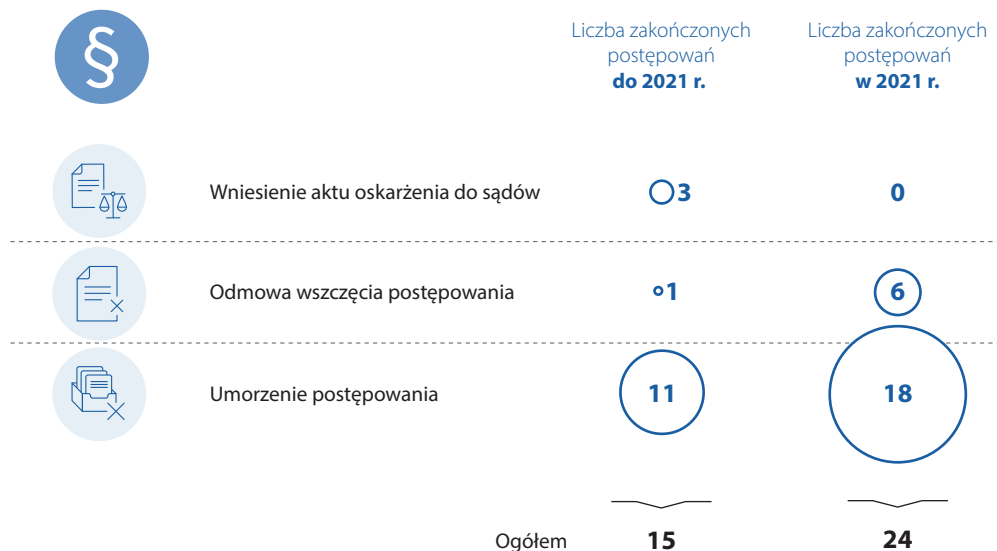 §
Liczba zakończonych
postępowań
do 2021 r.
Liczba zakończonych
postępowań
w 2021 r.
Wniesienie aktu oskarżenia do sądów 3 0
Odmowa wszczęcia postępowania 1 6
Umorzenie postępowania 11 18
Ogółem 15 24